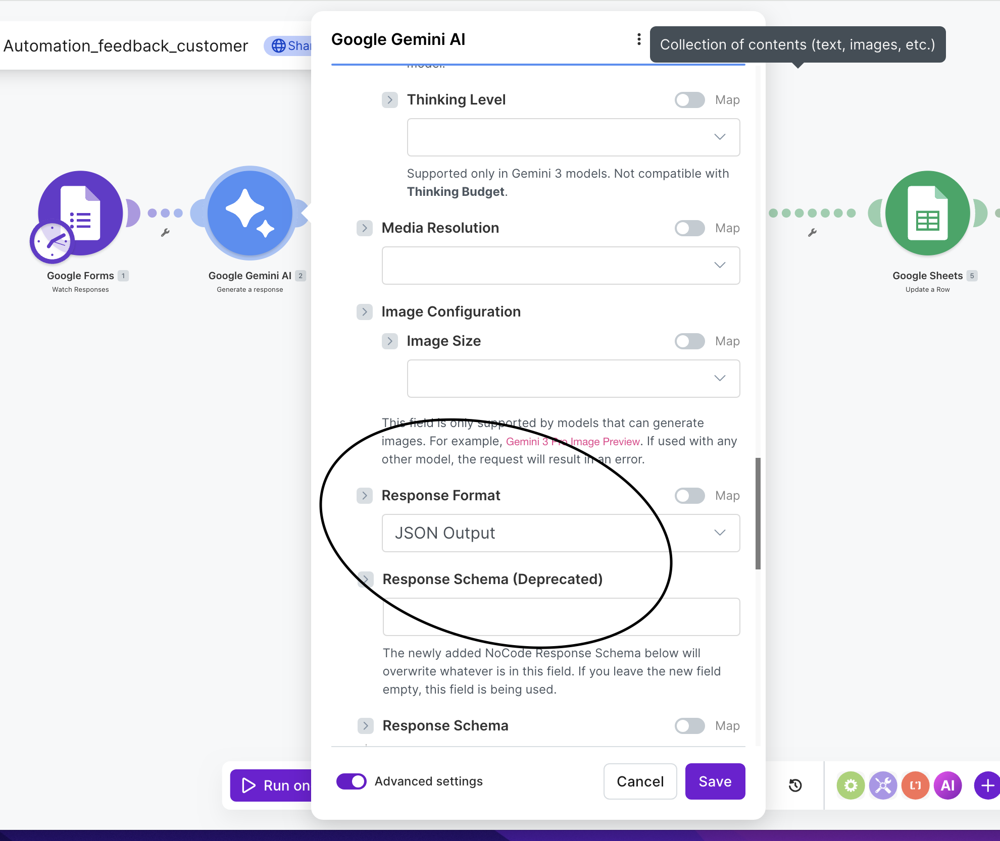 Automation_feedback_customer
Google Gemini AI
Collection of contents (text, images, etc.)
Thinking Level
Map
Supported only in Gemini 3 models. Not compatible with
Thinking Budget.
Media Resolution
Map
Image Configuration
Image Size
Map
This field is only supported by models that can generate
images. For example, Gemini 3 Pro Image Preview. If used with any
other model, the request will result in an error.
Response Format
Map
JSON Output
Response Schema (Deprecated)
The newly added NoCode Response Schema below will
overwrite whatever is in this field. If you leave the new field
empty, this field is being used.
Response Schema
Map
Advanced settings
Cancel
Save
Google Forms 1
Watch Responses
Google Gemini AI 2
Generate a response
Google Sheets 5
Update a Row
Run on
AI